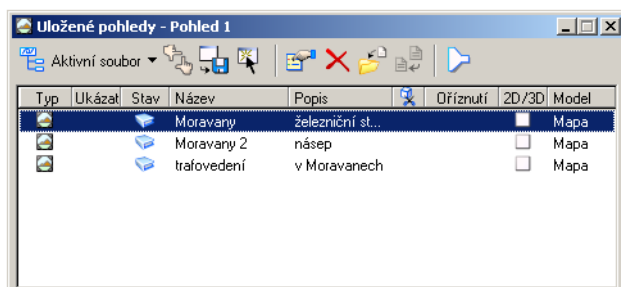 Uložené pohledy - Pohled 1
Aktivní soubor
Typ Ukázat Stav Název Popis Oříznutí 2D/3D Model
Moravany železniční st... Mapa
Moravany 2 násep Mapa
trafovedení v Moravanech Mapa